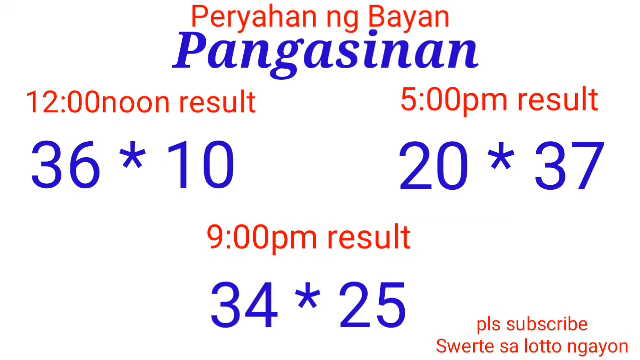 Peryahan ng Bayan
Pangasinan
12:00noon result
36 * 10
5:00pm result
20 * 37
9:00pm result
34 * 25
pls subscribe
Swerte sa lotto ngayon